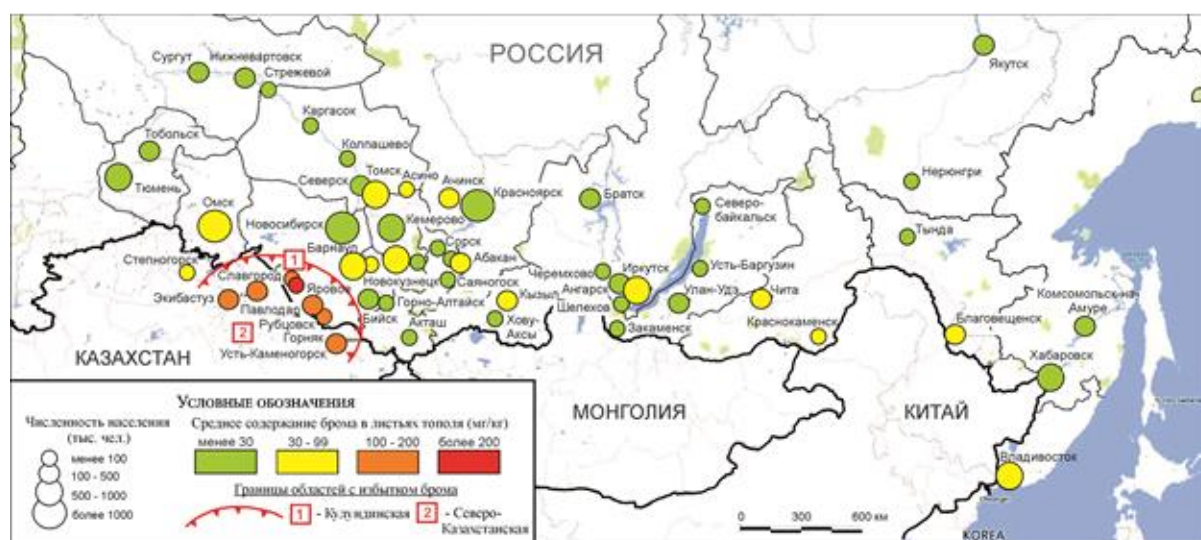 РОССИЯ
Сургут
Нижневартовск
Стрежевой
Якутск
Каргасок
Тобольск
Колпашево
Тюмень
Северск
Томск
Асино
Ачинск
Красноярск
Братск
Северо-
байкальск
Нерюнгри
Омск
Новосибирск
Кемерово
Тында
Барнаул
Сорск
Абакан
Степногорск
1
Славгород
Яровое
Новокузнецк
Саяногорск
Черемхово
Иркутск
Усть-Баргузин
Ангарск
Экибастуз
Павлодар
Бийск
Горно-Алтайск
Кызыл
Шелехов
Улан-Удэ
Чита
Комсомольск-на-
Амуре
2
Рубцовск
Горняк
Акташ
Хову-
Аксы
Закаменск
Краснокаменск
Благовещенск
Усть-Каменогорск
Хабаровск
КАЗАХСТАН
МОНГОЛИЯ
КИТАЙ
Владивосток
KOREA
УСЛОВНЫЕ ОБОЗНАЧЕНИЯ
Численность населения
(тыс. чел.)
менее 100
100 - 500
500 - 1000
более 1000
Среднее содержание брома в листьях тополя (мг/кг)
менее 30
30 - 99
100 - 200
более 200
Границы областей с избытком брома
1 - Кулундинская
2 - Северо-
Казахстанская
0 300 600 км